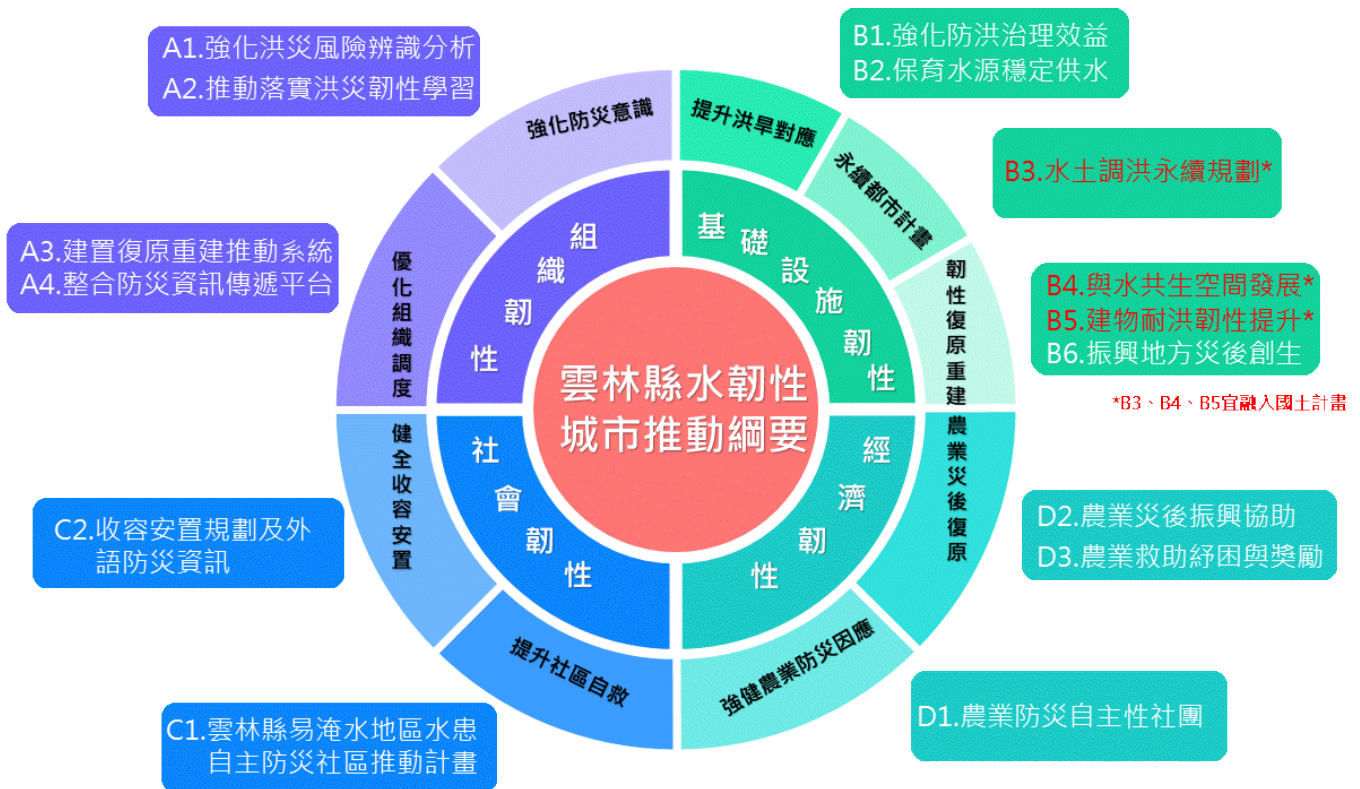 A1.強化洪災風險辨識分析
A2.推動落實洪災韌性學習
強化防災意識
A3.建置復原重建推動系統
A4.整合防災資訊傳遞平台
優化組織調度
組織韌性
B1.強化防洪治理效益
B2.保育水源穩定供水
提升洪旱對應
B3.水土調洪永續規劃*
永續都市計畫
B4.與水共生空間發展*
B5.建物耐洪韌性提升*
B6.振興地方災後創生
韌性復原重建
*B3、B4、B5宜融入國土計畫
基礎設施韌性
雲林縣水韌性
城市推動綱要
社會韌性
健全收容安置
C2.收容安置規劃及外
語防災資訊
提升社區自救
C1.雲林縣易淹水地區水患
自主防災社區推動計畫
經濟韌性
農業災後復原
D2.農業災後振興協助
D3.農業救助紓困與獎勵
強健農業防災因應
D1.農業防災自主性社團